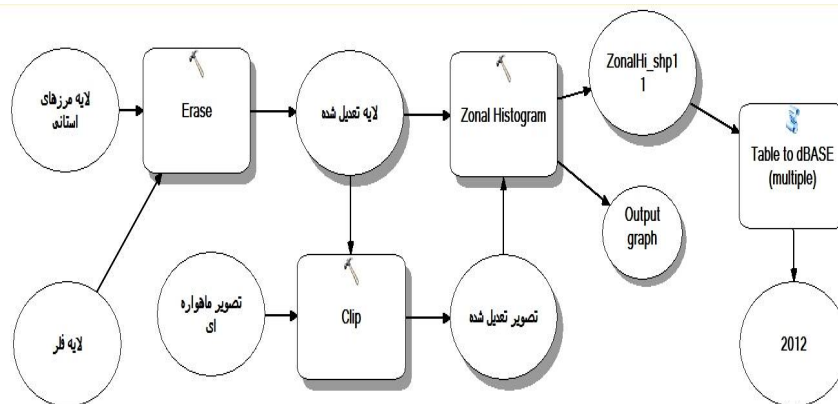 لایه مرزهای
استانی
Erase
لایه تعدیل شده
Zonal Histogram
ZonalHi_shp1
1
Table to dBASE
(multiple)
Output
graph
لایه فلر
تصویر ماهواره
ای
Clip
تصویر تعدیل شده
2012